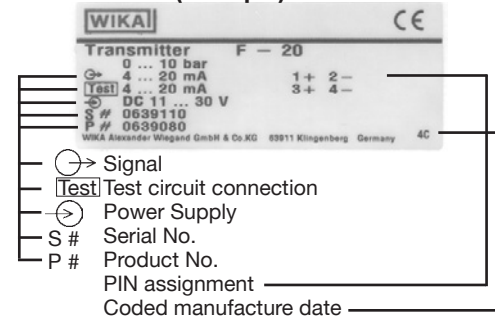 WIKA CE
Transmitter F – 20
0 ... 10 bar
4 ... 20 mA 1+ 2–
Test 4 ... 20 mA 3+ 4–
DC 11 ... 30 V
S # 0639110
P # 0639080
WIKA Alexander Wiegand GmbH & Co.KG 63911 Klingenberg Germany 4C
Signal
Test Test circuit connection
Power Supply
S # Serial No.
P # Product No.
PIN assignment
Coded manufacture date